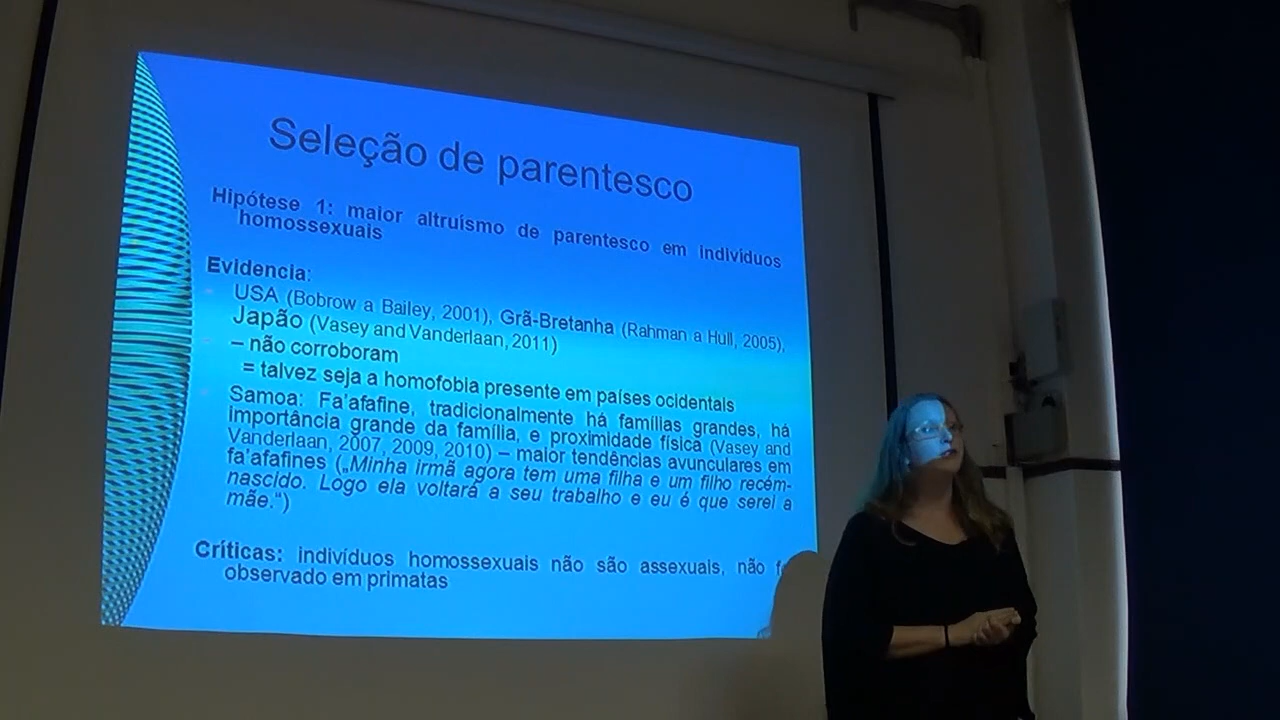 Seleção de parentesco
Hipótese 1: maior altruísmo de parentesco em indivíduos
homossexuais
Evidencia:
USA (Bobrow a Bailey, 2001), Grã-Bretanha (Rahman a Hull, 2005),
Japão (Vasey and Vanderlaan, 2011)
– não corroboram
= talvez seja a homofobia presente em países ocidentais
Samoa: Fa'afafine, tradicionalmente há famílias grandes, há
importância grande da família, e proximidade física (Vasey and
Vanderlaan, 2007, 2009, 2010) – maior tendências avunculares em
fa'afafines („Minha irmã agora tem uma filha e um filho recém-
nascido. Logo ela voltará a seu trabalho e eu é que serei a
mãe.“)
Críticas: indivíduos homossexuais não são assexuais, não
observado em primatas